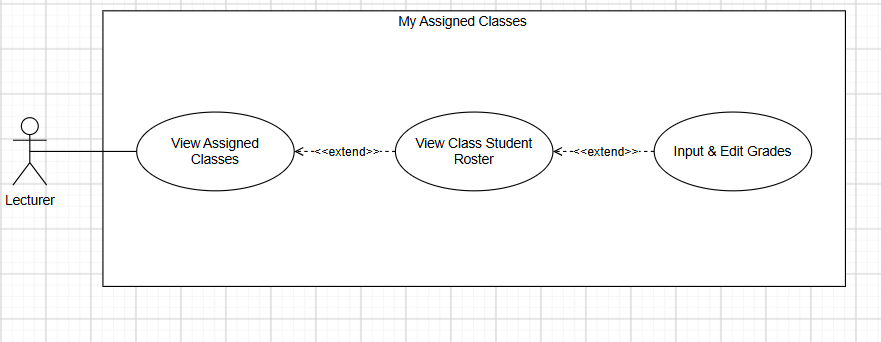 My Assigned Classes
View Assigned
Classes
<<extend>>
View Class Student
Roster
<<extend>>
Input & Edit Grades
Lecturer